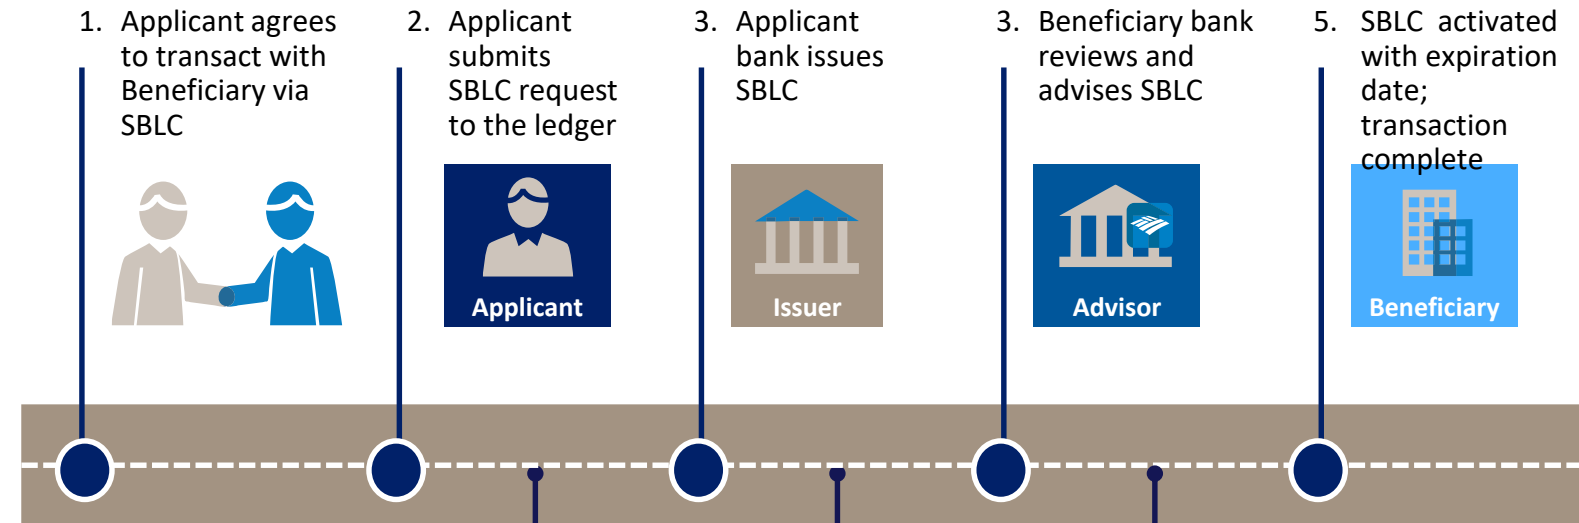 1. Applicant agrees
to transact with
Beneficiary via
SBLC
2. Applicant
submits
SBLC request
to the ledger
3. Applicant
bank issues
SBLC
3. Beneficiary bank
reviews and
advises SBLC
5. SBLC activated
with expiration
date;
transaction
complete
Applicant
Issuer
Advisor
Beneficiary